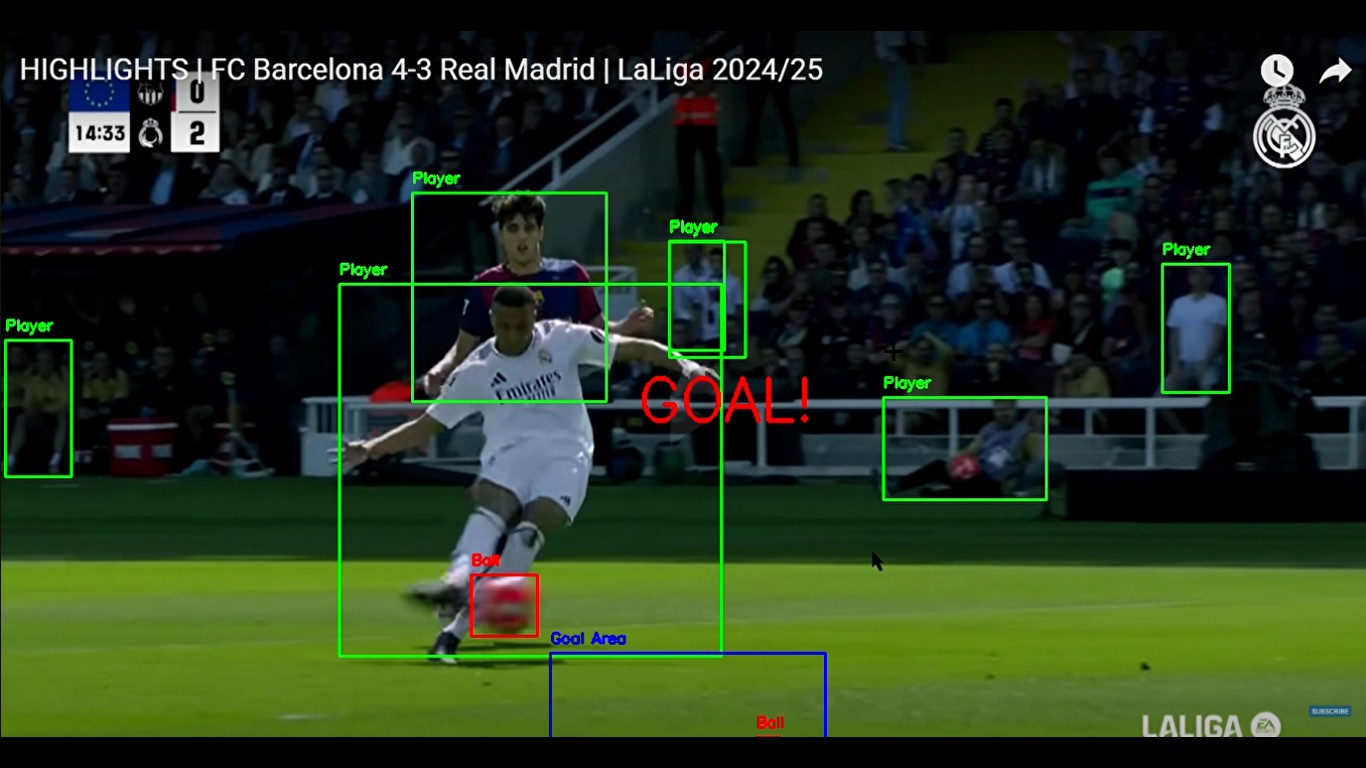 HIGHLIGHTS | FC Barcelona 4-3 Real Madrid | LaLiga 2024/25
0
14:33 2
Player
Player
Player
Player
Player
Player
GOAL!
Emirates
Ball
Goal Area
Ball
SUBSCRIBE
LALIGA EA